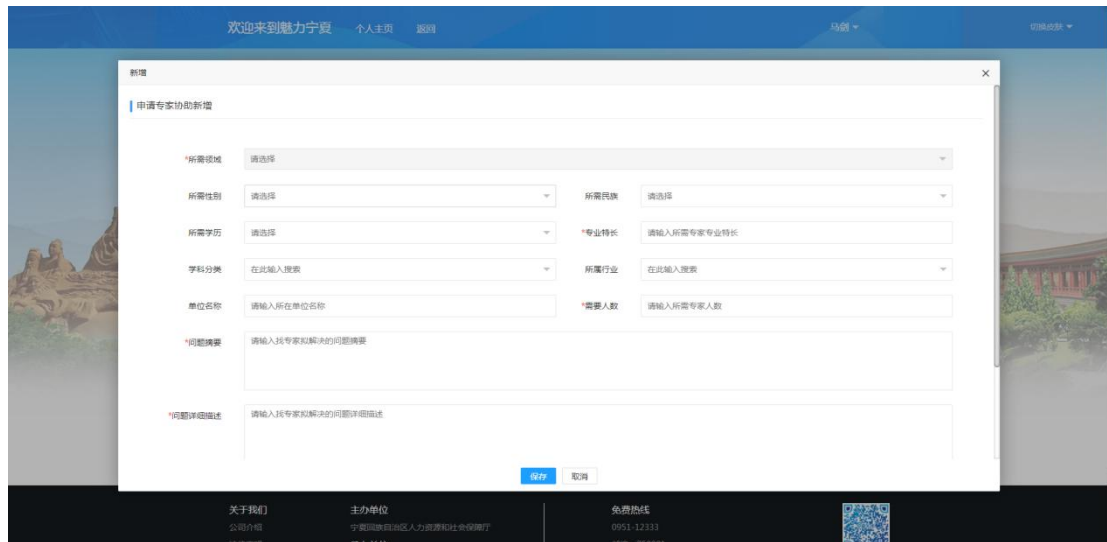 欢迎来到魅力宁夏 个人主页 返回 马剑 切换皮肤
新增 ×
申请专家协助新增
*所需领域 请选择
所需性别 请选择 所需民族 请选择
所需学历 请选择 *专业特长 请输入所需专家专业特长
学科分类 在此输入搜索 所属行业 在此输入搜索
单位名称 请输入所在单位名称 *需要人数 请输入所需专家人数
*问题摘要 请输入找专家拟解决的问题摘要
*问题详细描述 请输入找专家拟解决的问题详细描述
保存 取消
关于我们 主办单位 免费热线
公司介绍 宁夏回族自治区人力资源和社会保障厅 0951-12333